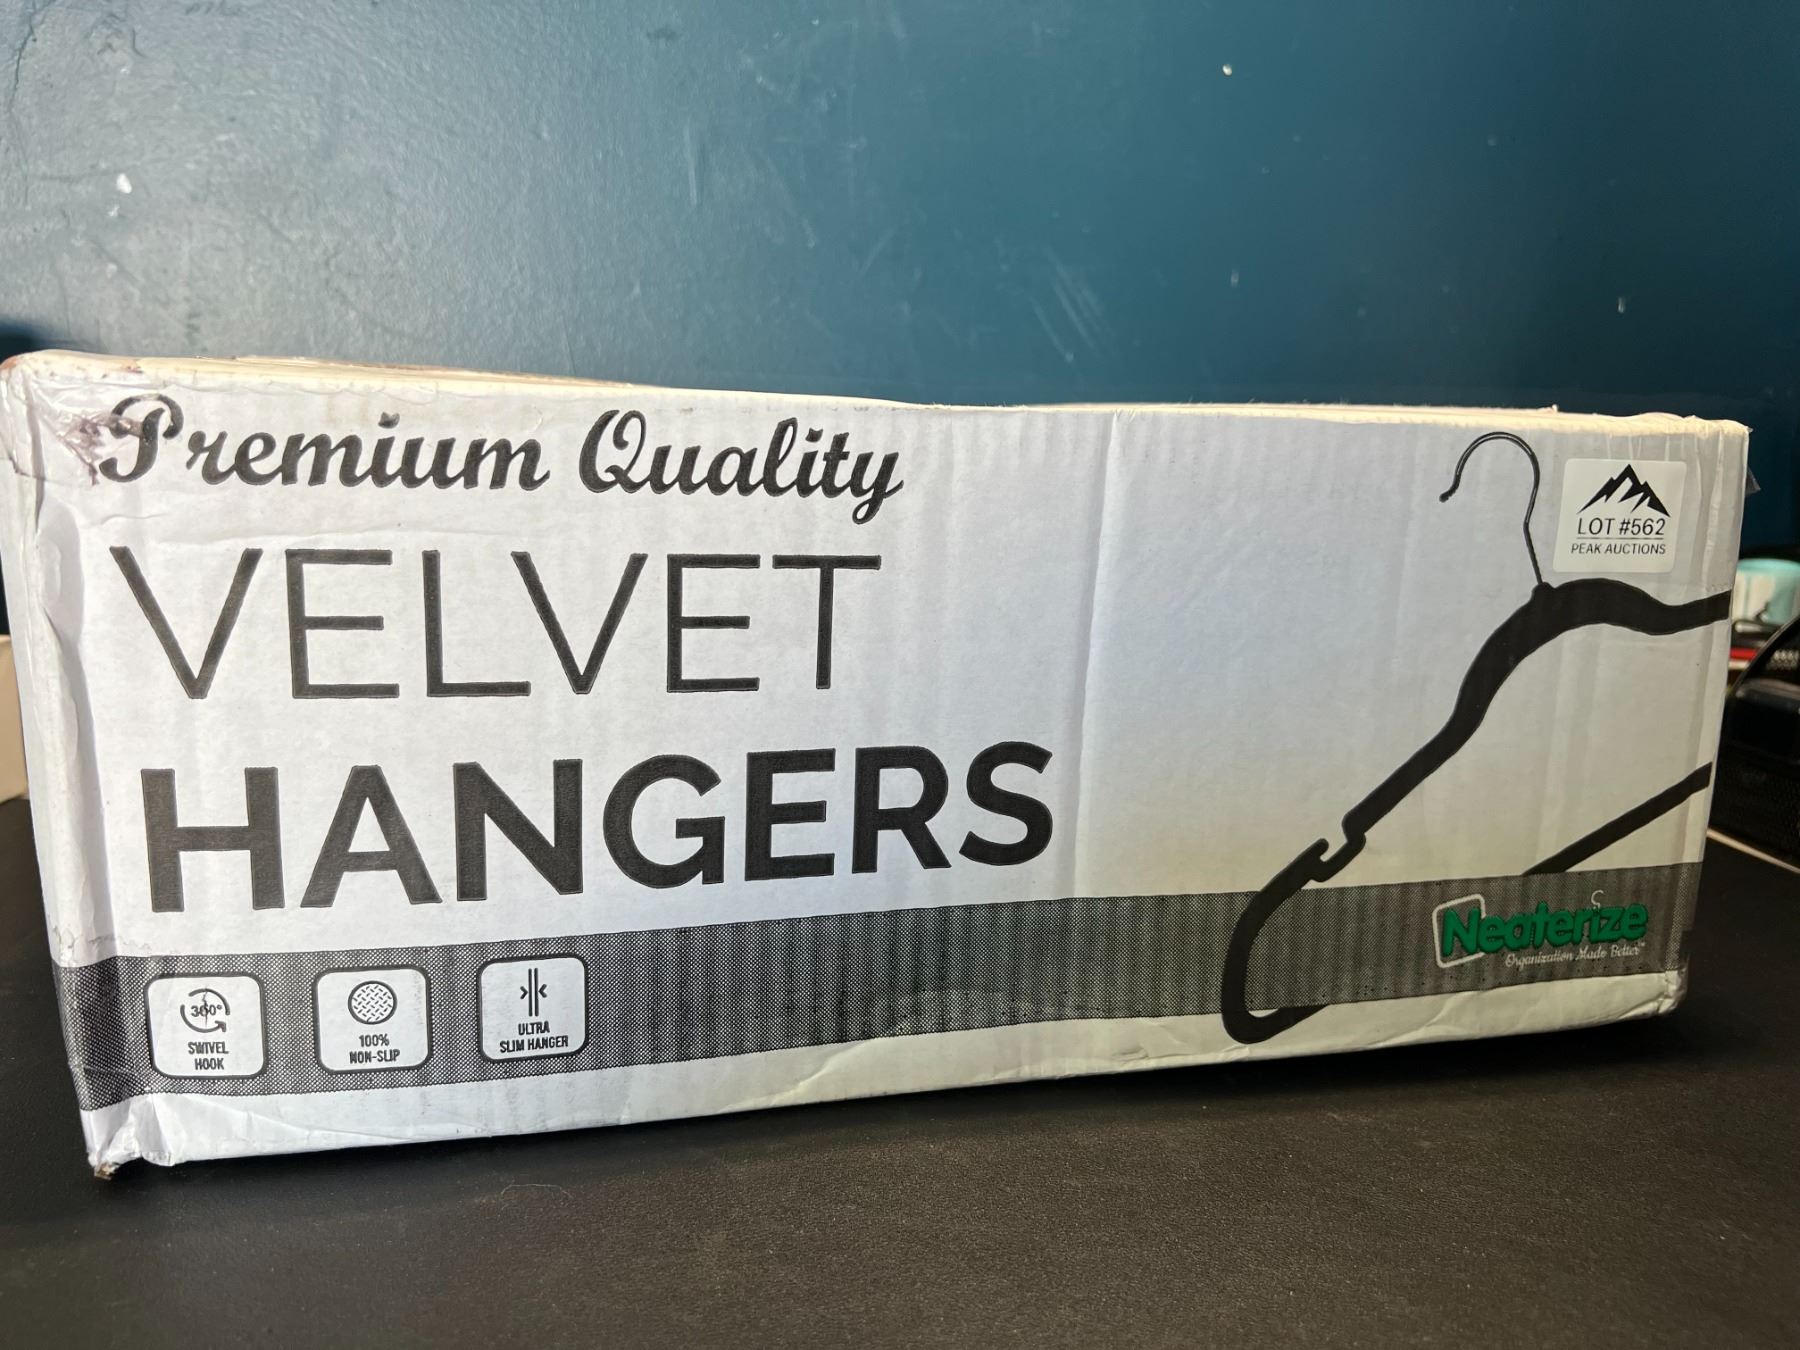 Premium Quality
VELVET
HANGERS
LOT #562
PEAK AUCTIONS
360°
SWIVEL
HOOK
100%
NON-SLIP
ULTRA
SLIM HANGER
Neaterize
Organization Made Better™